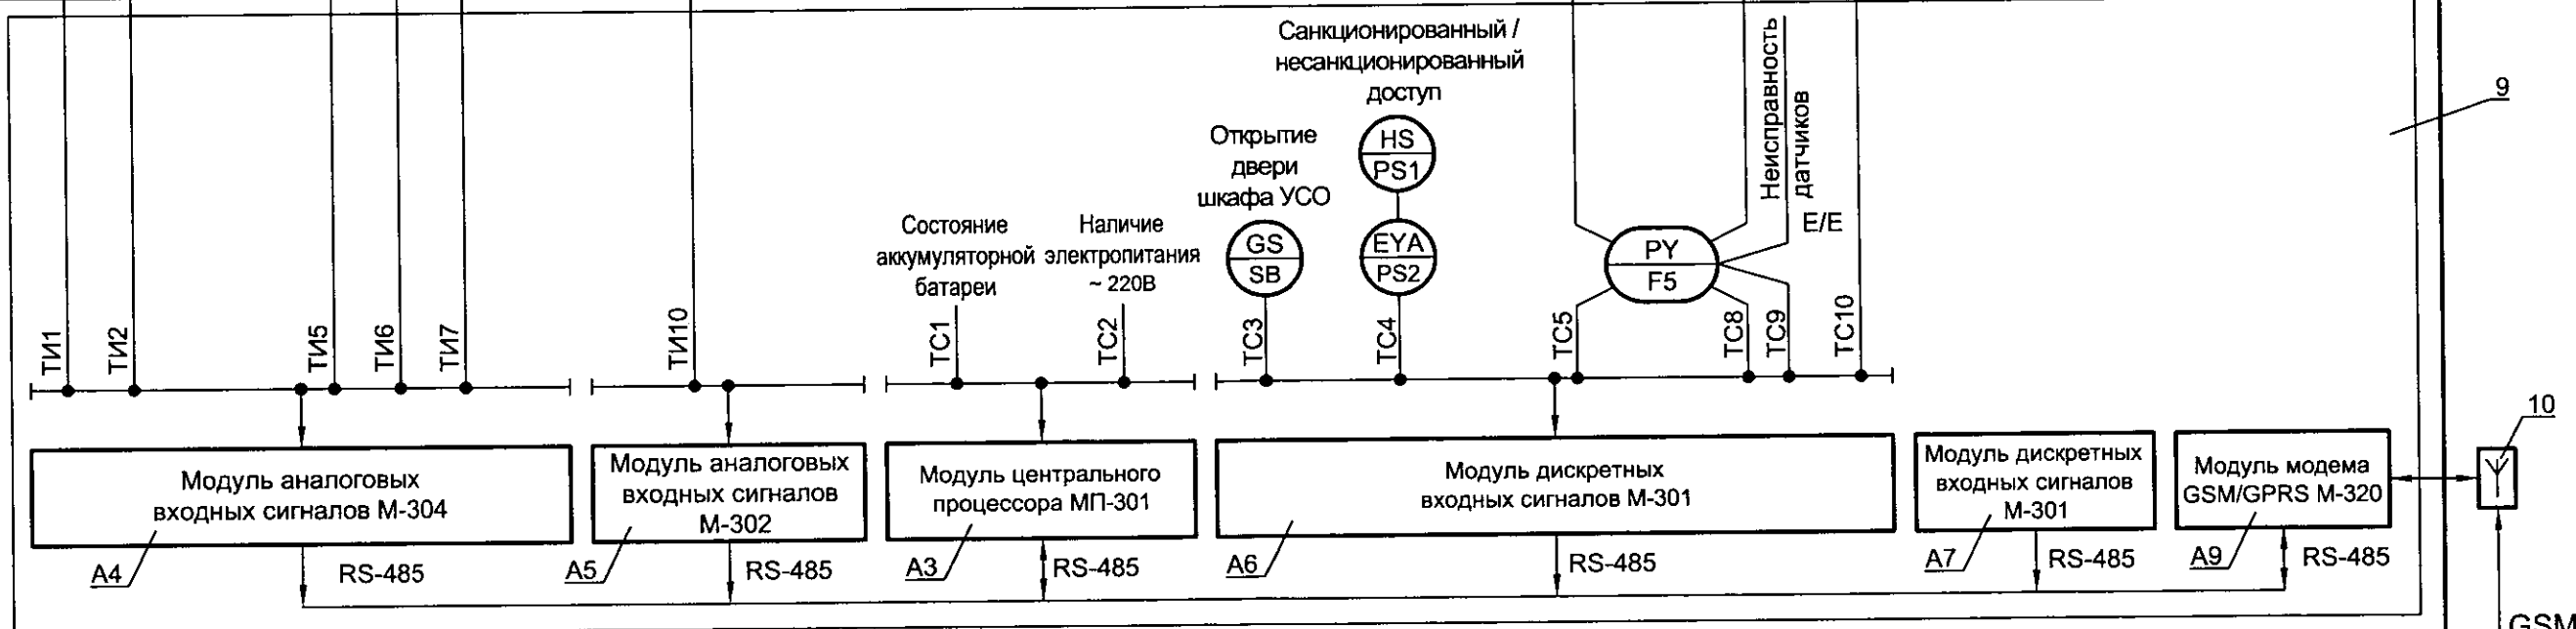 Санкционированный /
несанкционированный
доступ
HS
PS1
Открытие
двери
шкафа УСО
GS
SB
EYA
PS2
Неисправность
датчиков
E/E
PY
F5
9
Состояние
аккумуляторной
батареи
Наличие
электропитания
~ 220В
ТИ1
ТИ2
ТИ5
ТИ6
ТИ7
ТИ10
ТС1
ТС2
ТС3
ТС4
ТС5
ТС8
ТС9
ТС10
10
Модуль аналоговых
входных сигналов М-304
Модуль аналоговых
входных сигналов
М-302
Модуль центрального
процессора МП-301
Модуль дискретных
входных сигналов М-301
Модуль дискретных
входных сигналов
М-301
Модуль модема
GSM/GPRS М-320
А4
RS-485
А5
RS-485
А3
RS-485
А6
RS-485
А7
RS-485
А9
RS-485
GSM